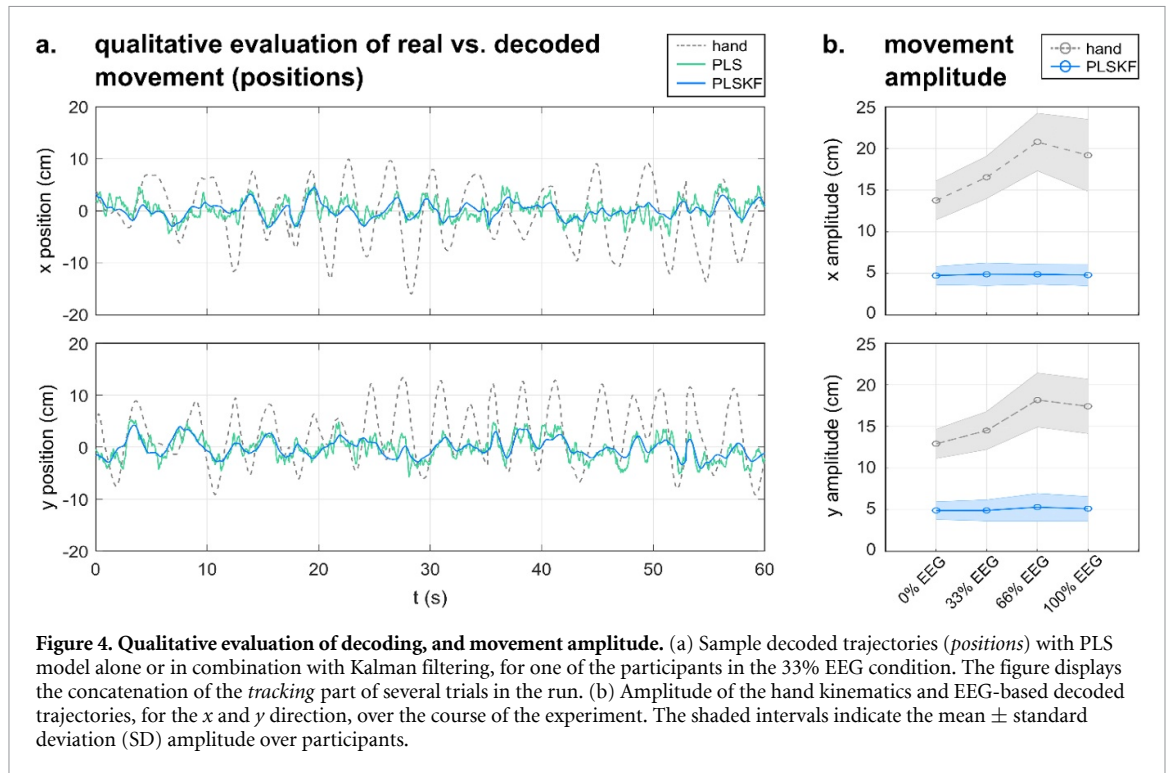 a. qualitative evaluation of real vs. decoded
movement (positions)
hand
PLS
PLSKF
b. movement
amplitude
hand
PLSKF
20
10
0
-10
-20
x position (cm)
25
20
15
10
5
0
x amplitude (cm)
20
10
0
-10
-20
y position (cm)
0 10 20 30 40 50 60
t (s)
25
20
15
10
5
0
y amplitude (cm)
0% EEG 33% EEG 66% EEG 100% EEG
Figure 4. Qualitative evaluation of decoding, and movement amplitude. (a) Sample decoded trajectories (positions) with PLS
model alone or in combination with Kalman filtering, for one of the participants in the 33% EEG condition. The figure displays
the concatenation of the tracking part of several trials in the run. (b) Amplitude of the hand kinematics and EEG-based decoded
trajectories, for the x and y direction, over the course of the experiment. The shaded intervals indicate the mean ± standard
deviation (SD) amplitude over participants.